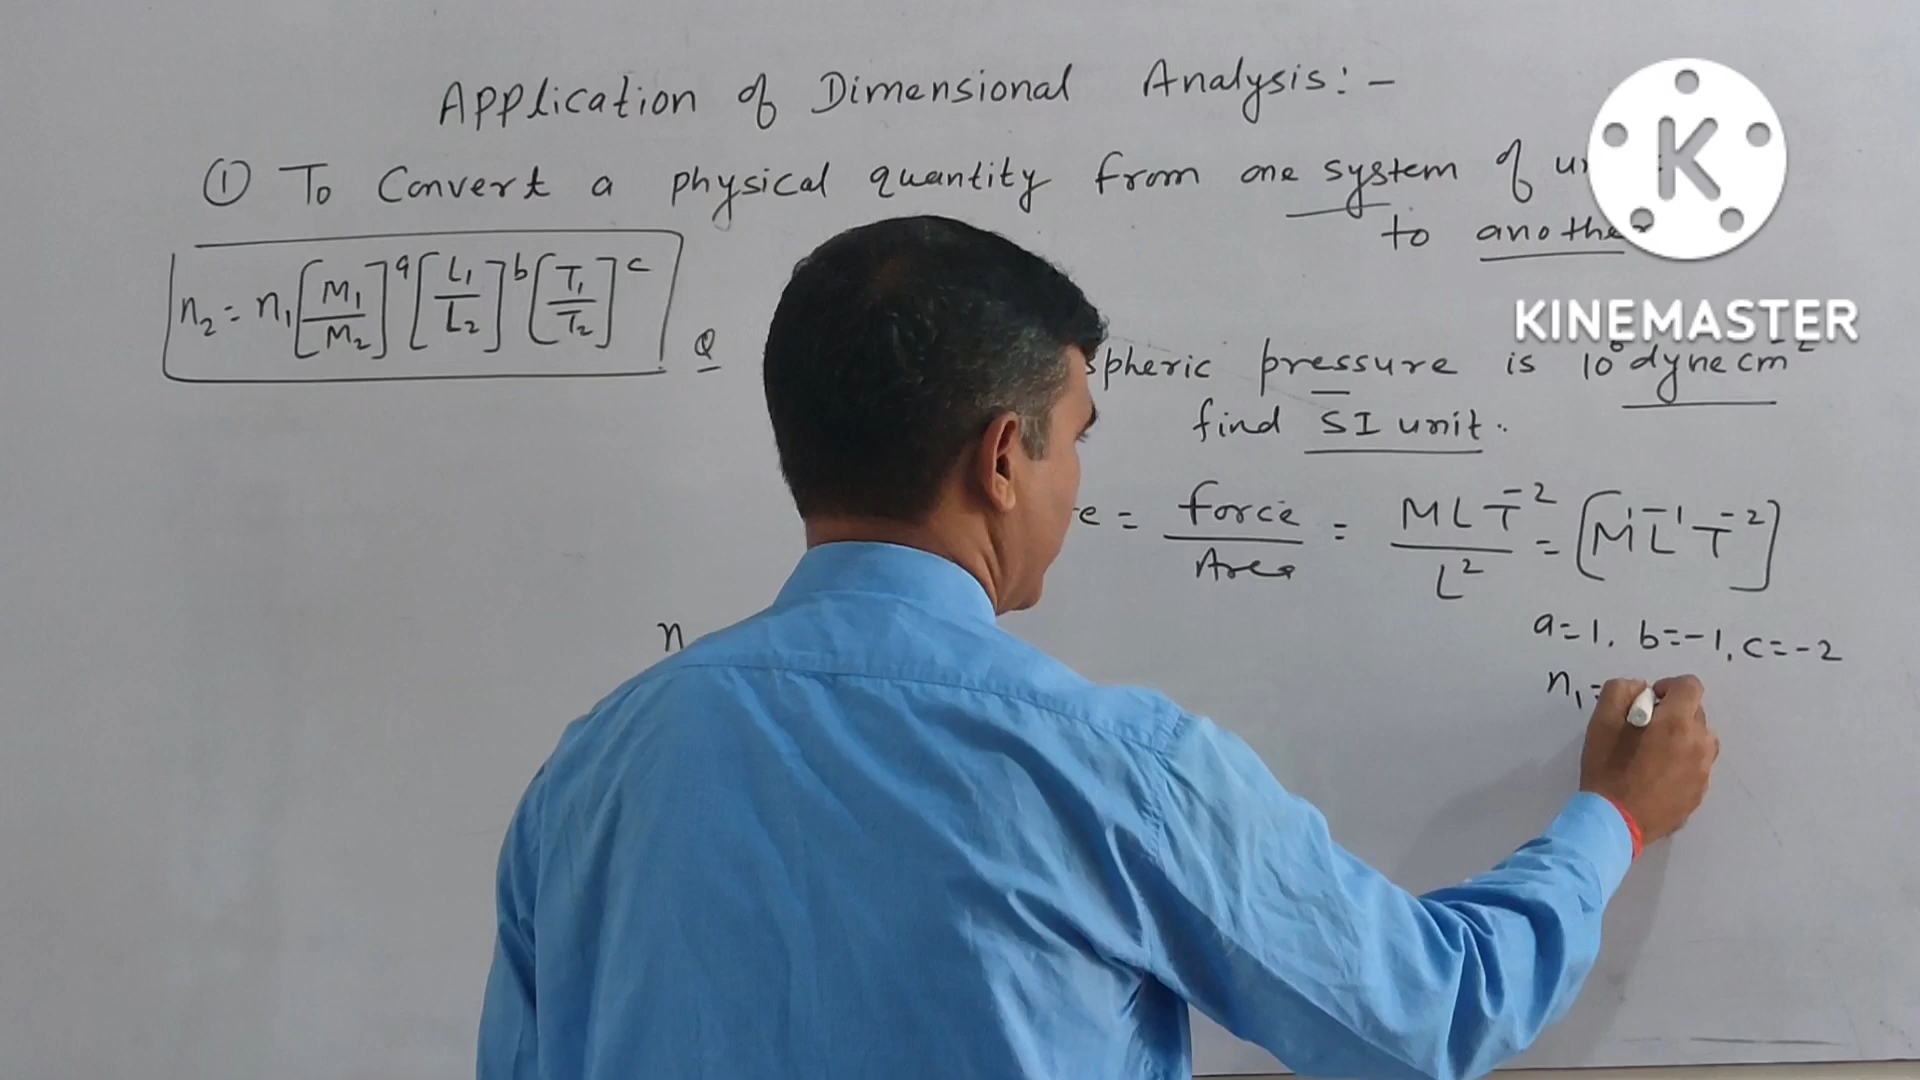 Application of Dimensional Analysis:-
① To Convert a physical quantity from one system of
to another
n₂ = n₁ [M₁/M₂]ᵃ [L₁/L₂]ᵇ [T₁/T₂]ᶜ
KINEMASTER
Q spheric pressure is 10⁶ dyne cm⁻²
find SI unit.
e = force/Area = MLT⁻²/L² = [M¹L⁻¹T⁻²]
a=1, b=-1, c=-2
n
n₁=